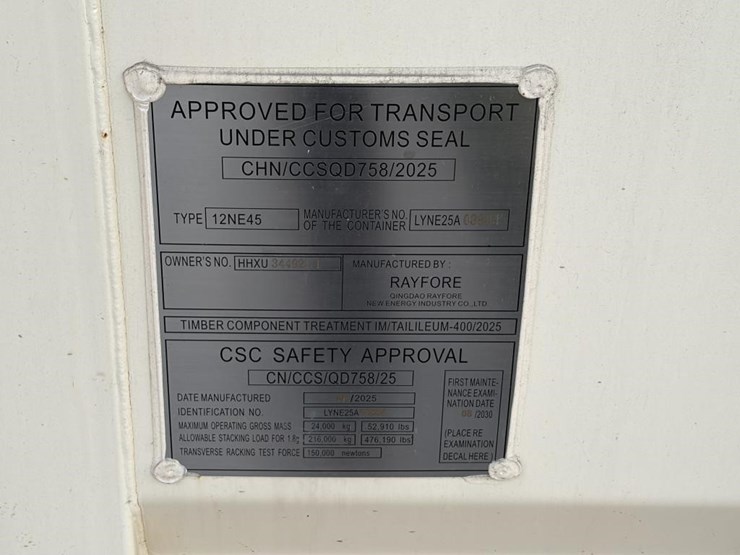 APPROVED FOR TRANSPORT
UNDER CUSTOMS SEAL
CHN/CCSQD758/2025
TYPE 12NE45 MANUFACTURER'S NO. OF THE CONTAINER LYNE25A
OWNER'S NO. HHXU
MANUFACTURED BY :
RAYFORE
QINGDAO RAYFORE
NEW ENERGY INDUSTRY CO.,LTD
TIMBER COMPONENT TREATMENT IM/TAILILEUM-400/2025
CSC SAFETY APPROVAL
CN/CCS/QD758/25
DATE MANUFACTURED /2025
IDENTIFICATION NO. LYNE25A
MAXIMUM OPERATING GROSS MASS 24,000 kg 52,910 lbs
ALLOWABLE STACKING LOAD FOR 1.8g 216,000 kg 476,190 lbs
TRANSVERSE RACKING TEST FORCE 150,000 newtons
FIRST MAINTE-
NANCE EXAMI-
NATION DATE
/2030
(PLACE RE
EXAMINATION
DECAL HERE)